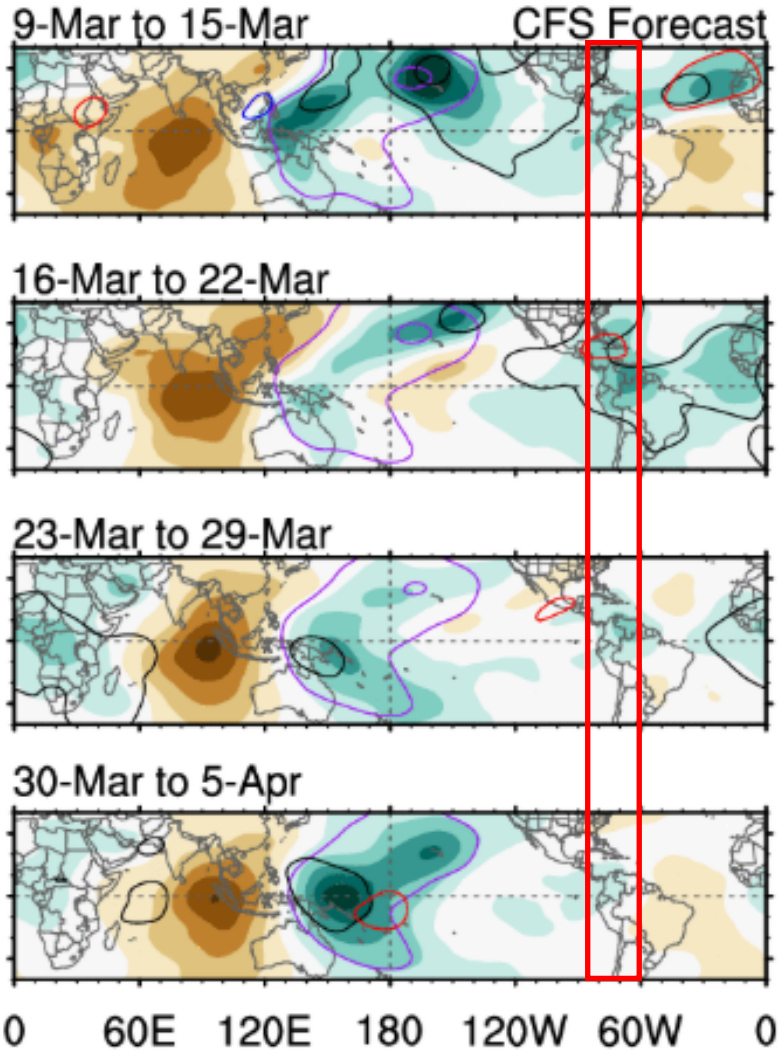 9-Mar to 15-Mar CFS Forecast
16-Mar to 22-Mar
23-Mar to 29-Mar
30-Mar to 5-Apr
0 60E 120E 180 120W 60W 0